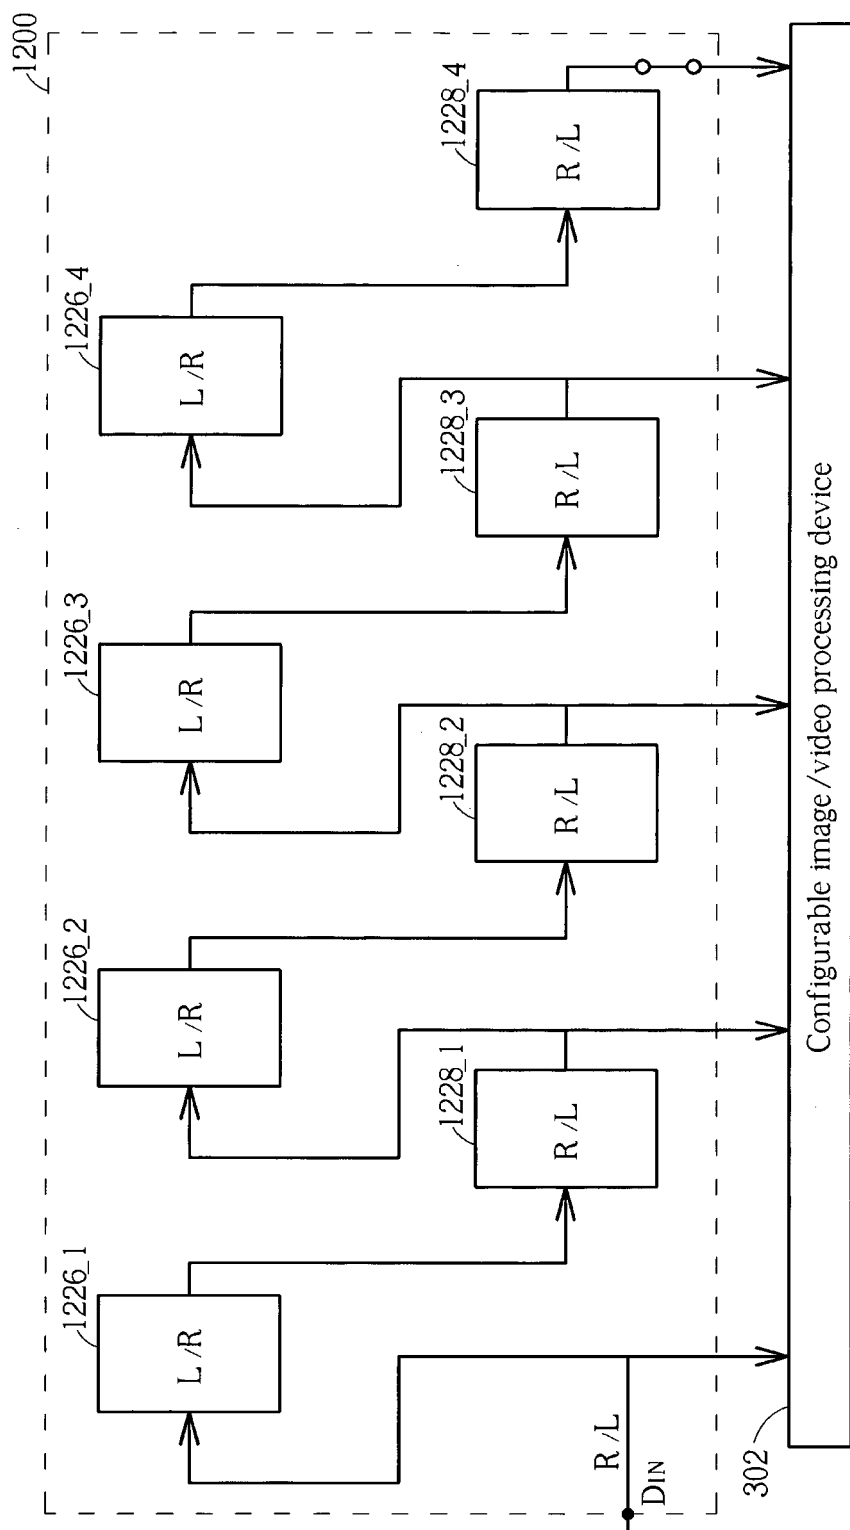 1200
1226_1
L/R
1226_2
L/R
1226_3
L/R
1226_4
L/R
1228_1
R/L
1228_2
R/L
1228_3
R/L
1228_4
R/L
R/L
DIN
302
Configurable image/video processing device